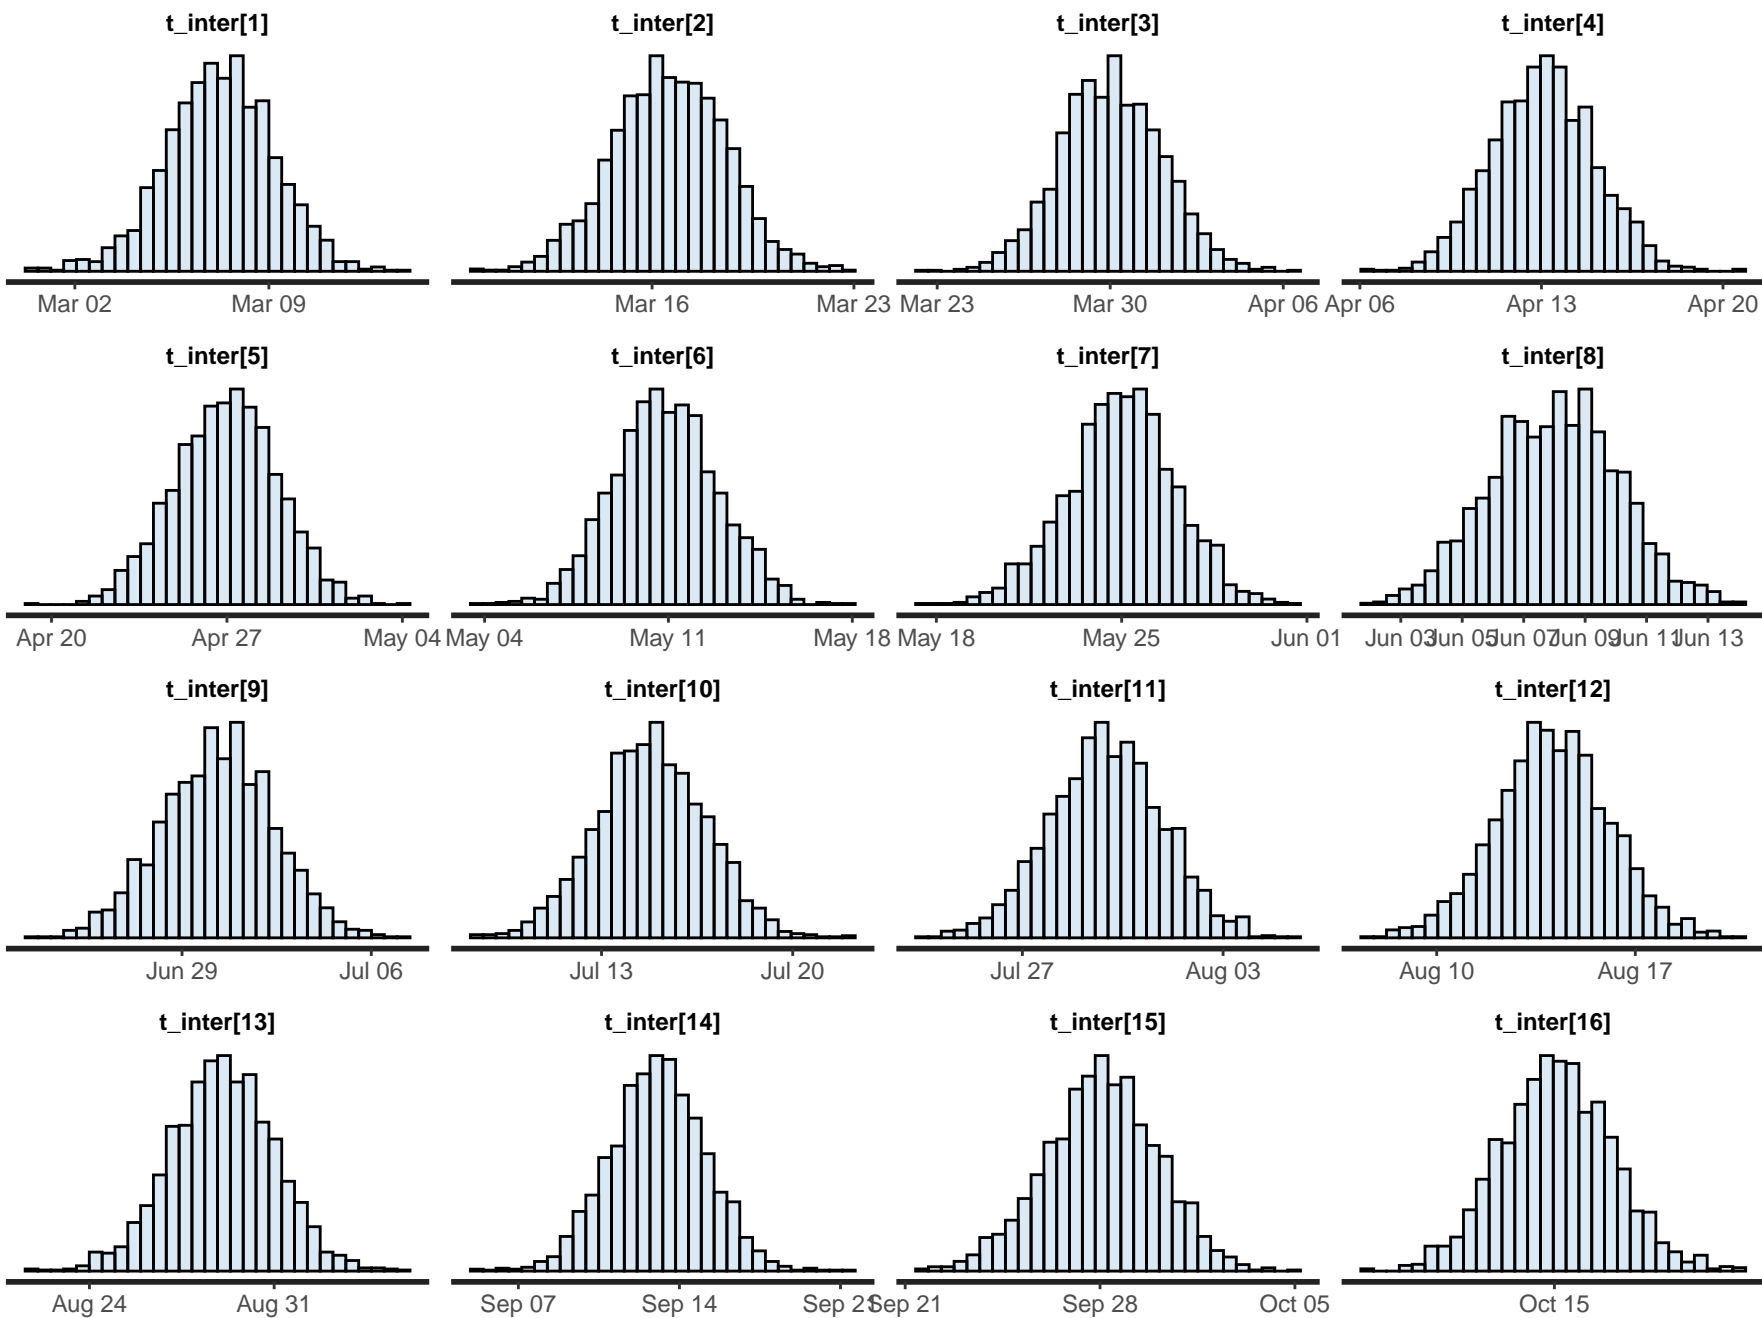 t_inter[1] t_inter[2] t_inter[3] t_inter[4]
Mar 02 Mar 09 Mar 16 Mar 23 Mar 23 Mar 30 Apr 06 Apr 06 Apr 13 Apr 20
t_inter[5] t_inter[6] t_inter[7] t_inter[8]
Apr 20 Apr 27 May 04 May 04 May 11 May 18 May 18 May 25 Jun 01 Jun 03 Jun 05 Jun 07 Jun 09 Jun 11 Jun 13
t_inter[9] t_inter[10] t_inter[11] t_inter[12]
Jun 29 Jul 06 Jul 13 Jul 20 Jul 27 Aug 03 Aug 10 Aug 17
t_inter[13] t_inter[14] t_inter[15] t_inter[16]
Aug 24 Aug 31 Sep 07 Sep 14 Sep 21 Sep 21 Sep 28 Oct 05 Oct 15